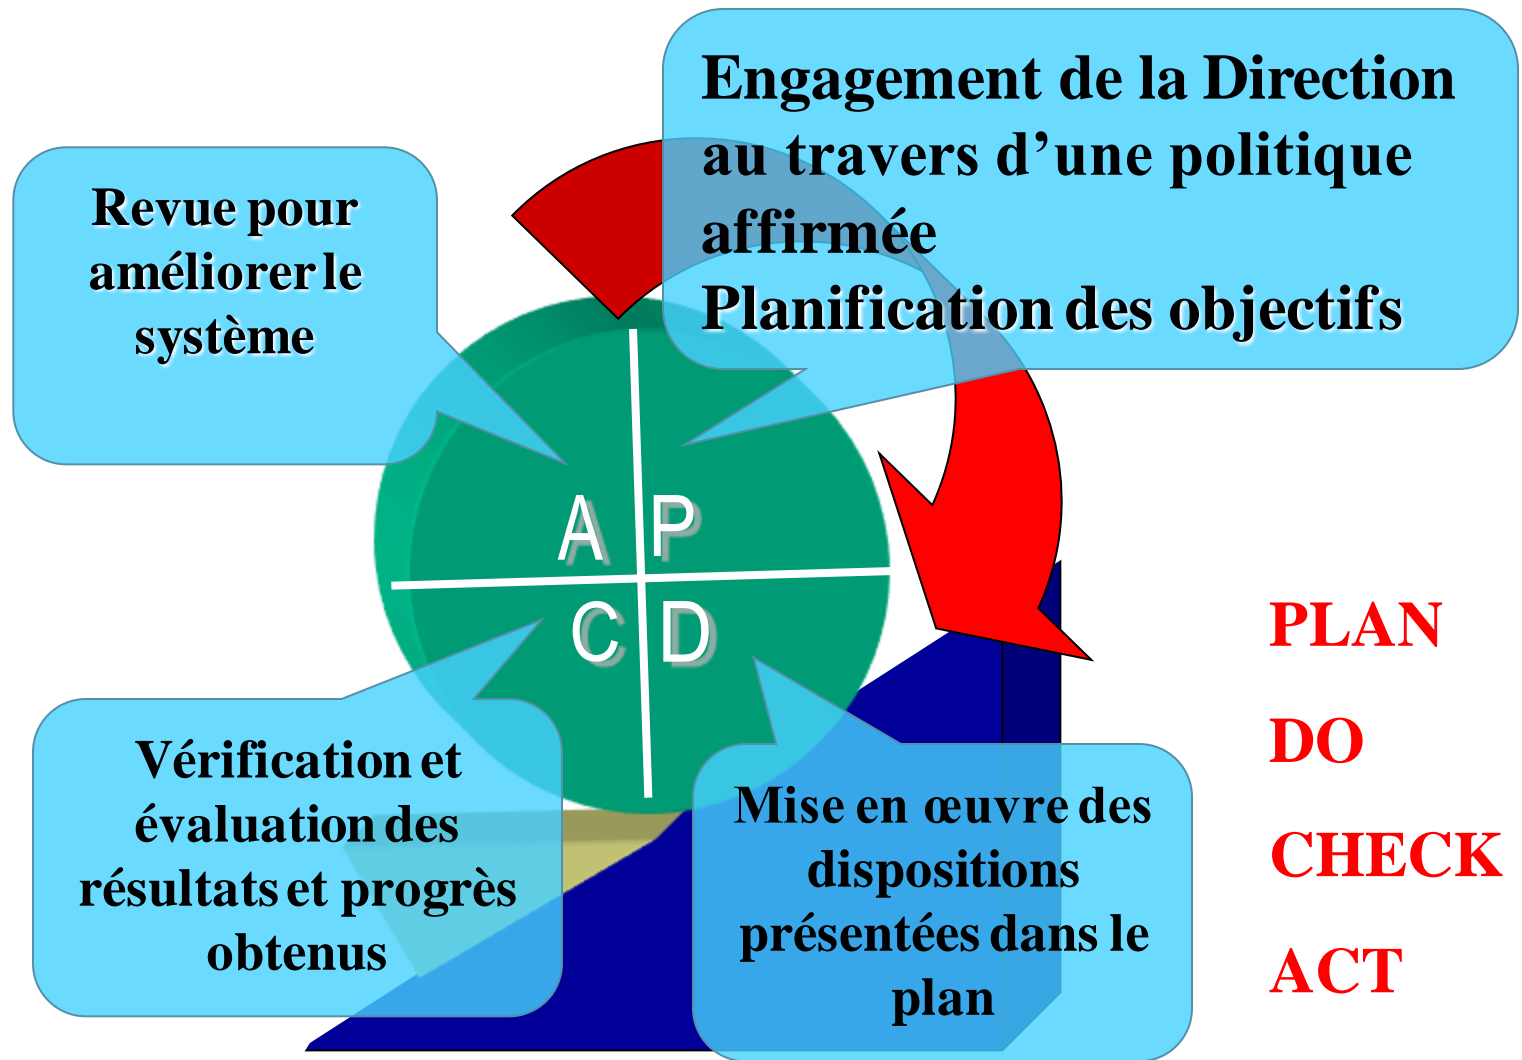 Engagement de la Direction
au travers d’une politique
affirmée
Planification des objectifs
Revue pour
améliorer le
système
A P
C D
Vérification et
évaluation des
résultats et progrès
obtenus
Mise en œuvre des
dispositions
présentées dans le
plan
PLAN
DO
CHECK
ACT